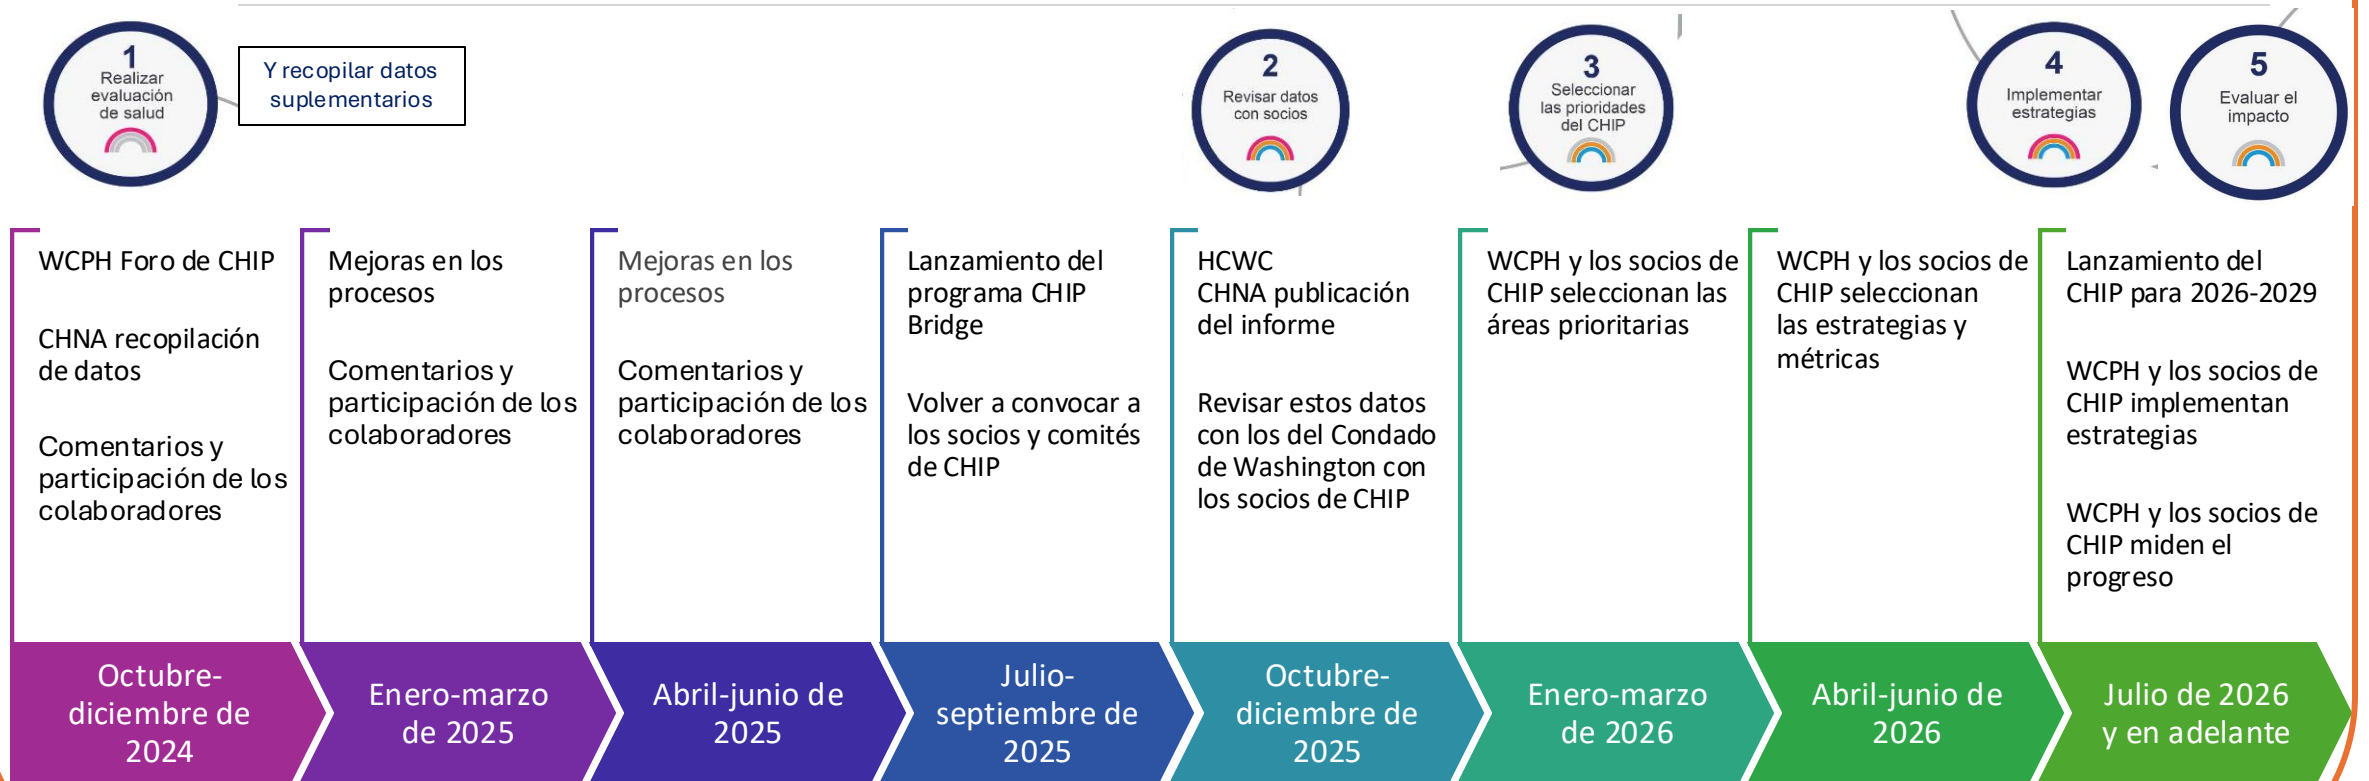 1
Realizar
evaluación
de salud
Y recopilar datos
suplementarios
2
Revisar datos
con socios
3
Seleccionar
las prioridades
del CHIP
4
Implementar
estrategias
5
Evaluar el
impacto
WCPH Foro de CHIP
CHNA recopilación
de datos
Comentarios y
participación de los
colaboradores
Mejoras en los
procesos
Comentarios y
participación de los
colaboradores
Mejoras en los
procesos
Comentarios y
participación de los
colaboradores
Lanzamiento del
programa CHIP
Bridge
Volver a convocar a
los socios y comités
de CHIP
HCWC
CHNA publicación
del informe
Revisar estos datos
con los del Condado
de Washington con
los socios de CHIP
WCPH y los socios de
CHIP seleccionan las
áreas prioritarias
WCPH y los socios de
CHIP seleccionan
las estrategias y
métricas
Lanzamiento del
CHIP para 2026-2029
WCPH y los socios de
CHIP implementan
estrategias
WCPH y los socios de
CHIP miden el
progreso
Octubre-
diciembre de
2024
Enero-marzo
de 2025
Abril-junio de
2025
Julio-
septiembre de
2025
Octubre-
diciembre de
2025
Enero-marzo
de 2026
Abril-junio de
2026
Julio de 2026
y en adelante